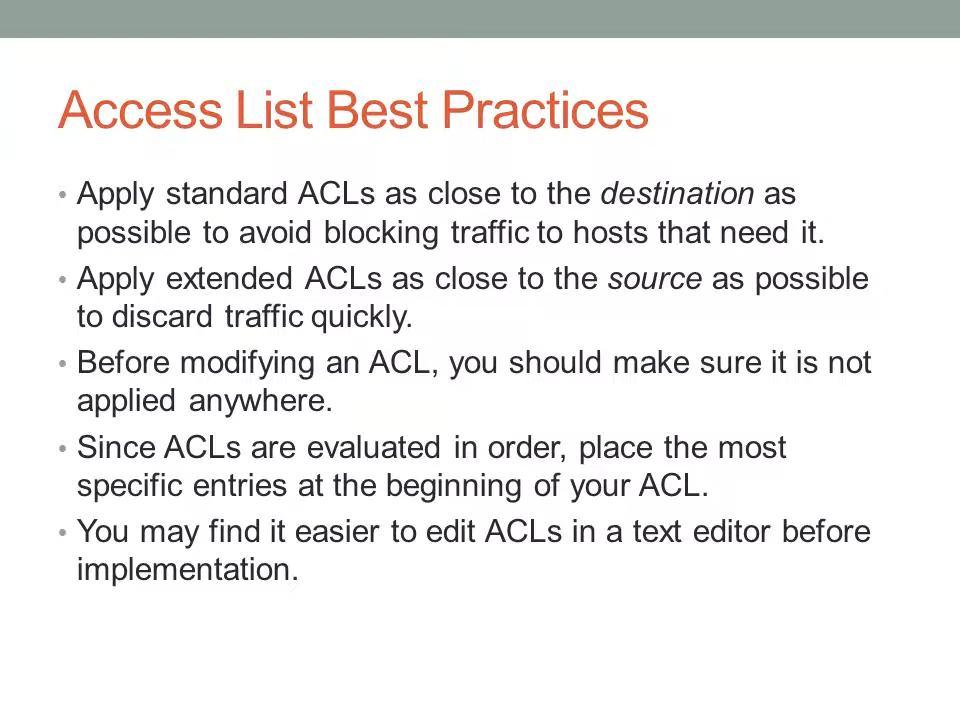 Access List Best Practices
• Apply standard ACLs as close to the destination as
possible to avoid blocking traffic to hosts that need it.
• Apply extended ACLs as close to the source as possible
to discard traffic quickly.
• Before modifying an ACL, you should make sure it is not
applied anywhere.
• Since ACLs are evaluated in order, place the most
specific entries at the beginning of your ACL.
• You may find it easier to edit ACLs in a text editor before
implementation.